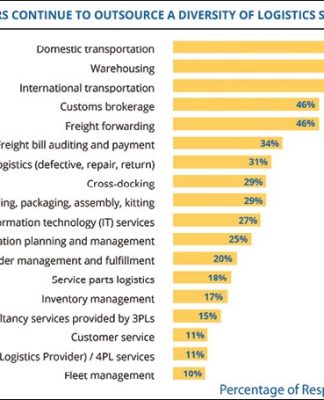 RS CONTINUE TO OUTSOURCE A DIVERSITY OF LOGISTICS S
Domestic transportation
Warehousing
International transportation
Customs brokerage 46%
Freight forwarding 46%
Freight bill auditing and payment 34%
ogistics (defective, repair, return) 31%
Cross-docking 29%
ing, packaging, assembly, kitting 29%
ormation technology (IT) services 27%
ation planning and management 25%
der management and fulfillment 20%
Service parts logistics 18%
Inventory management 17%
ltancy services provided by 3PLs 15%
Customer service 11%
Logistics Provider) / 4PL services 11%
Fleet management 10%
Percentage of Resp